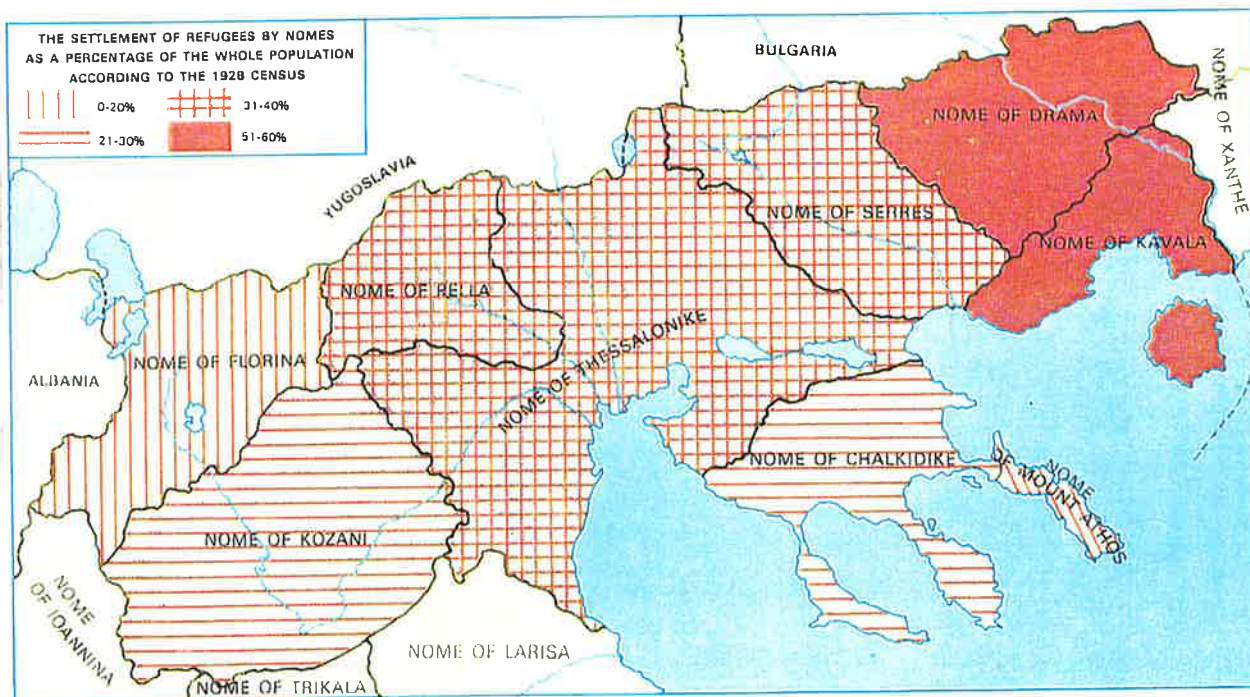 THE SETTLEMENT OF REFUGEES BY NOMES
AS A PERCENTAGE OF THE WHOLE POPULATION
ACCORDING TO THE 1928 CENSUS
0-20%
31-40%
21-30%
51-60%
BULGARIA
NOME OF XANTHE
NOME OF DRAMA
YUGOSLAVIA
NOME OF SERRES
NOME OF KAVALA
NOME OF PELLA
NOME OF THESSALONIKE
NOME OF FLORINA
ALBANIA
NOME OF CHALKIDIKE
NOME
OF MOUNT ATHOS
NOME OF KOZANI
NOME
OF IOANNINA
NOME OF LARISA
NOME OF TRIKALA